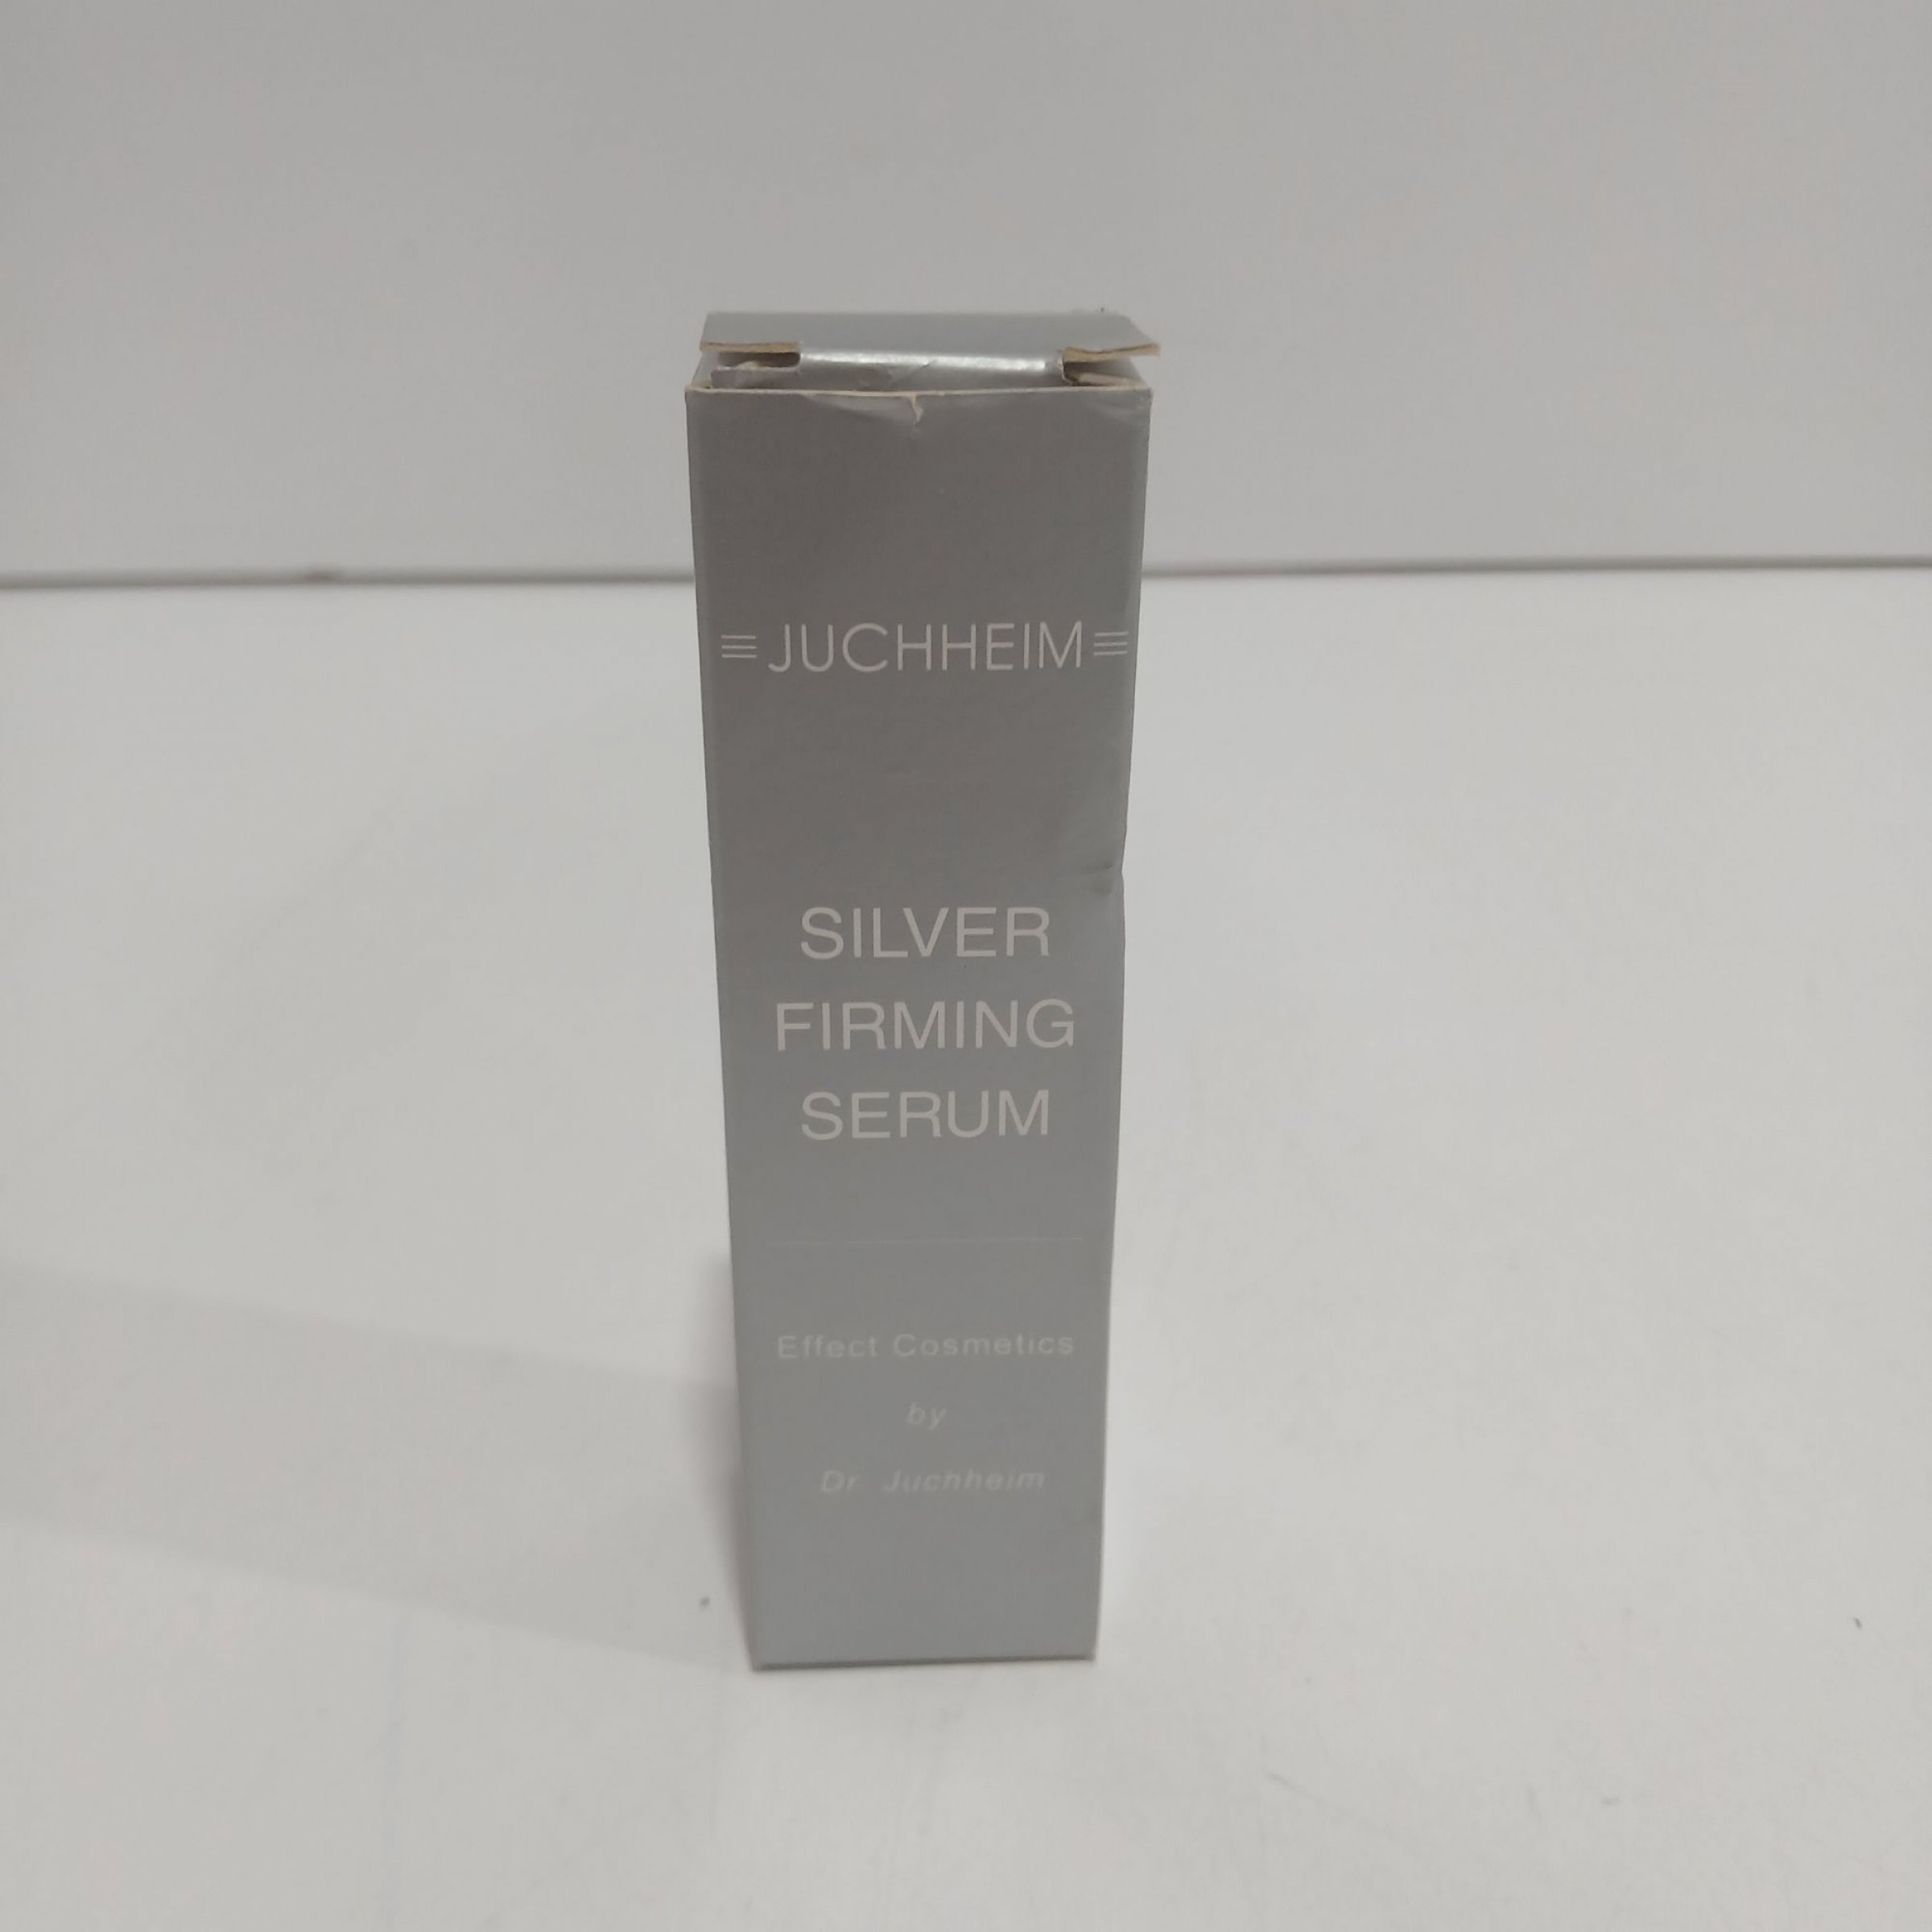 JUCHHEIM
SILVER
FIRMING
SERUM
Effect Cosmetics
by
Dr. Juchheim